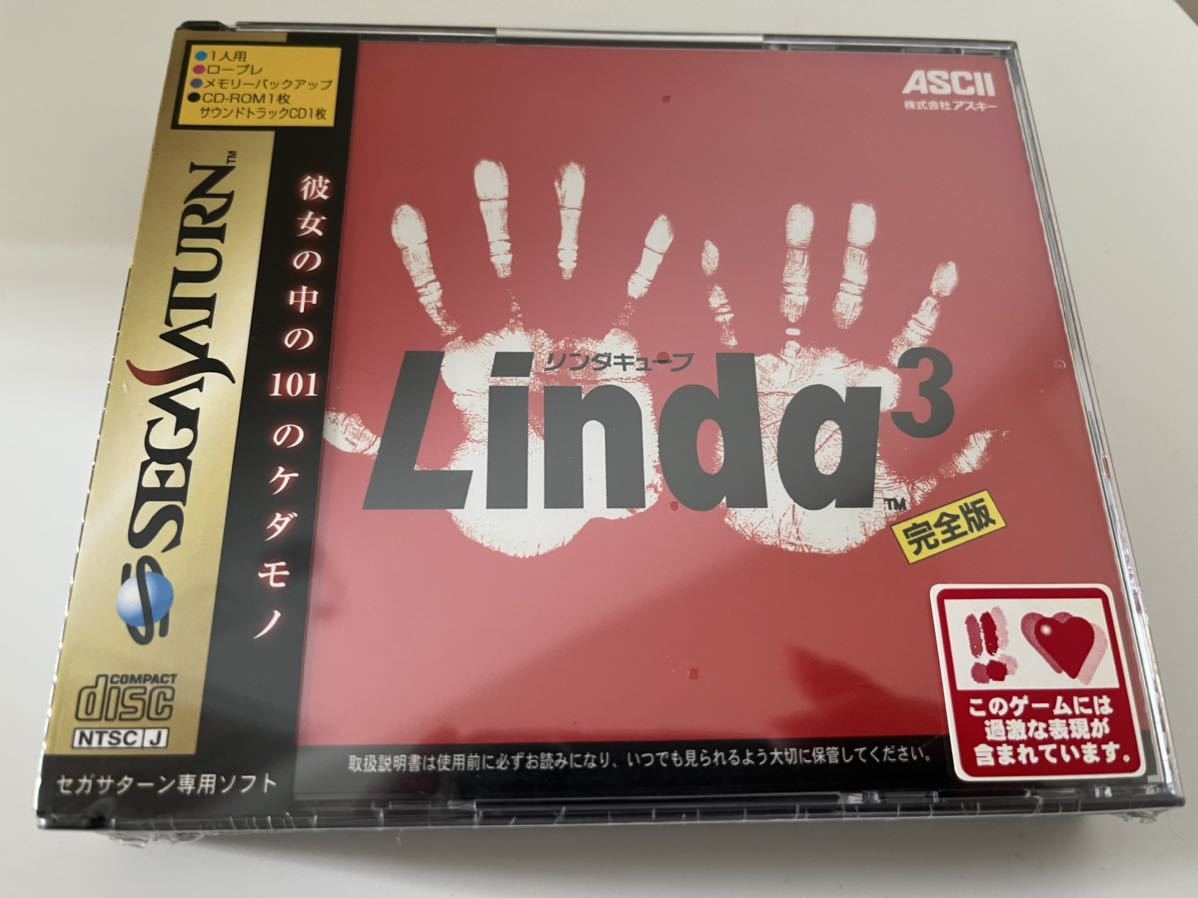 ●1人用
●ロープレ
●メモリーバックアップ
●CD-ROM1枚
サウンドトラックCD1枚
SEGA SATURN™
彼女の中の101のケダモノ
COMPACT
disc
NTSC J
セガサターン専用ソフト
ASCII
株式会社アスキー
リンダキューブ
Linda³™
完全版
!!
このゲームには
過激な表現が
含まれています。
取扱説明書は使用前に必ずお読みになり、いつでも見られるよう大切に保管してください。